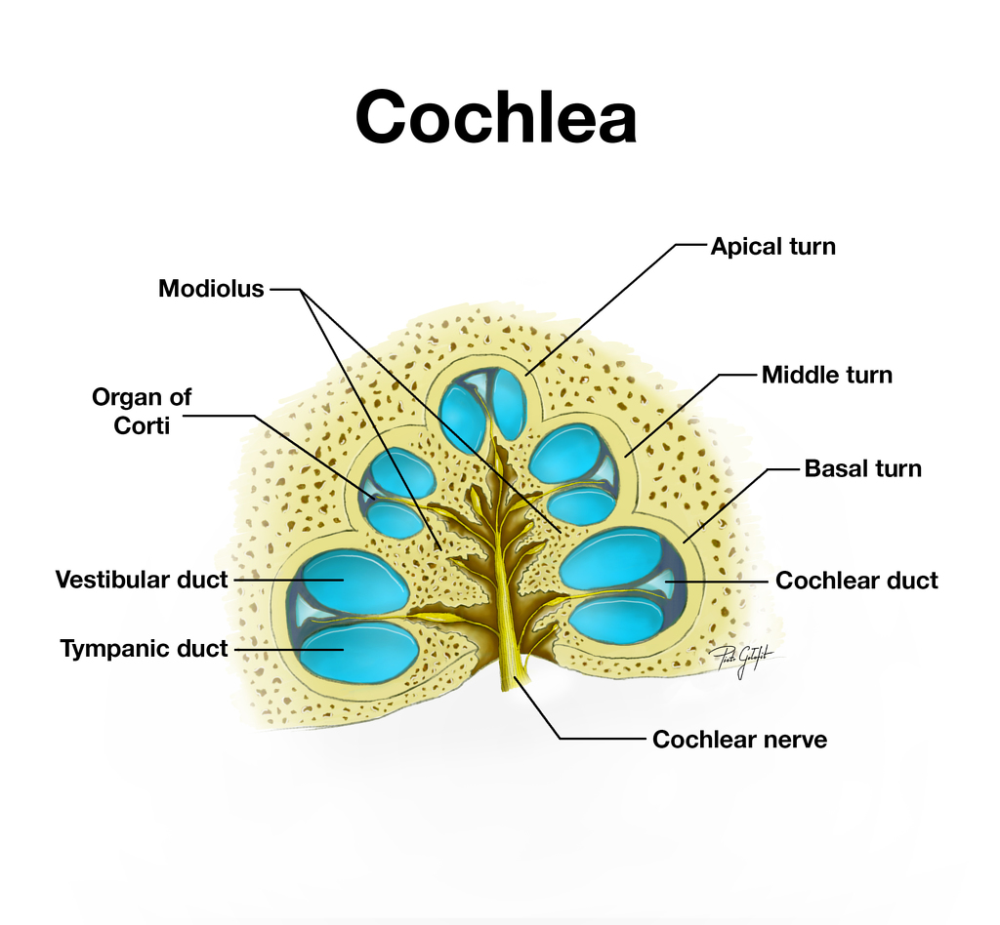 Cochlea
Apical turn
Modiolus
Middle turn
Organ of
Corti
Basal turn
Vestibular duct
Cochlear duct
Tympanic duct
Cochlear nerve